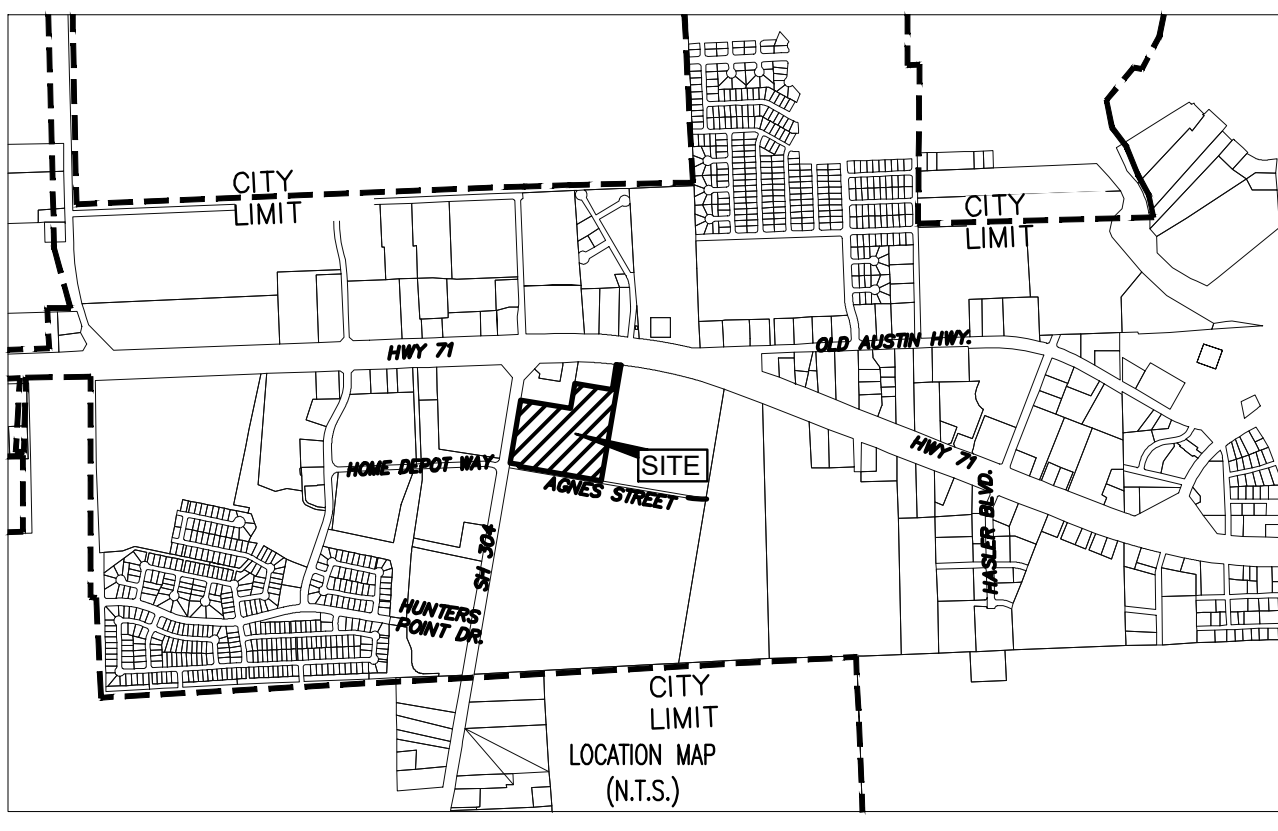 CITY
LIMIT
CITY
LIMIT
HWY 71
OLD AUSTIN HWY.
HOME DEPOT WAY
SITE
AGNES STREET
HWY 71
HASLER BLVD.
SH 304
HUNTERS
POINT DR.
CITY
LIMIT
LOCATION MAP
(N.T.S.)